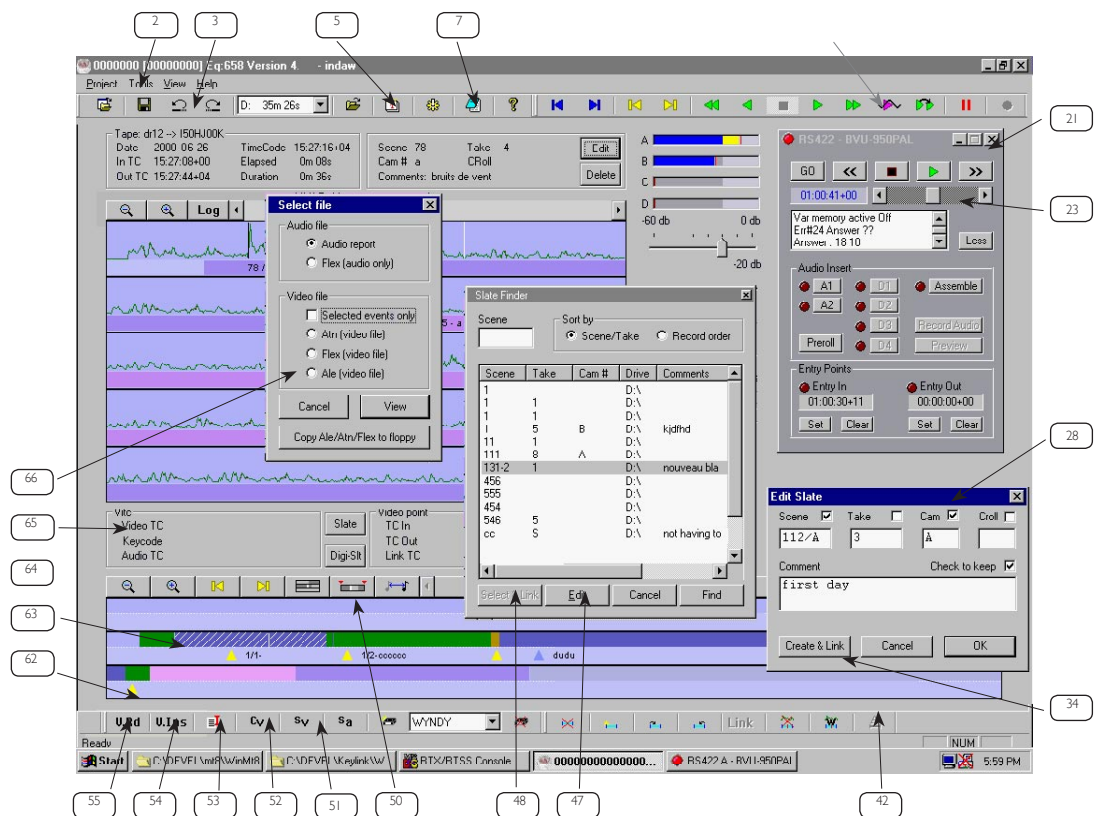 2 3 5 7
0000000 [00000000] Eq:658 Version 4. - indaw
Project Tools View Help
D: 35m 26s
Tape: dr12 --> I50HJ00K
Date 2000 06 26 TimeCode 15:27:16+04
In TC 15:27:08+00 Elapsed 0m 08s
Out TC 15:27:44+04 Duration 0m 36s
Scene 78 Take 4
Cam # a CRoll
Comments: bruits de vent
Edit
Delete
A
B
C
D
-60 db 0 db
-20 db
RS422 - BVU-950PAL
21
GO << >>
01:00:41+00
23
Var memory active Off
Err#24 Answer ??
Answer . 18 10
Less
Audio Insert
A1 D1 Assemble
A2 D2
D3 Record Audio
Preroll D4 Preview
Entry Points
Entry In Entry Out
01:00:30+11 00:00:00+00
Set Clear Set Clear
28
Log
78 /
5 - a
Select file
Audio file
Audio report
Flex (audio only)
Video file
Selected events only
Atn (video file)
Flex (video file)
Ale (video file)
Cancel View
Copy Ale/Atn/Flex to floppy
Slate Finder
Scene
Sort by
Scene/Take Record order
Scene Take Cam # Drive Comments
1 D:\
1 1 D:\
1 1 D:\
I 5 B D:\ kjdfhd
11 1 D:\
111 8 A D:\
131-2 1 D:\ nouveau bla
456 D:\
555 D:\
454 D:\
546 5 D:\
cc S D:\ not having to
Select Link Edit Cancel Find
Edit Slate
Scene Take Cam Croll
112/A 3 A
Comment Check to keep
first day
Create & Link Cancel OK
34
66
65
64
63
62
Vitc
Video TC
Keycode
Audio TC
Slate
Digi-Slt
Video point
TC In
TC Out
Link TC
1/1- 1/2-cccccc dudu
V.Rd V.Ins Cv Sv Sa WYNDY Link W
Ready NUM
Start C:\DEVEL\mt8\WinMt8 C:\DEVEL\Keylink\W RTX/RTSS Console 00000000000000... RS422 A - BVU-950PAL 5:59 PM
55 54 53 52 51 50 48 47 42